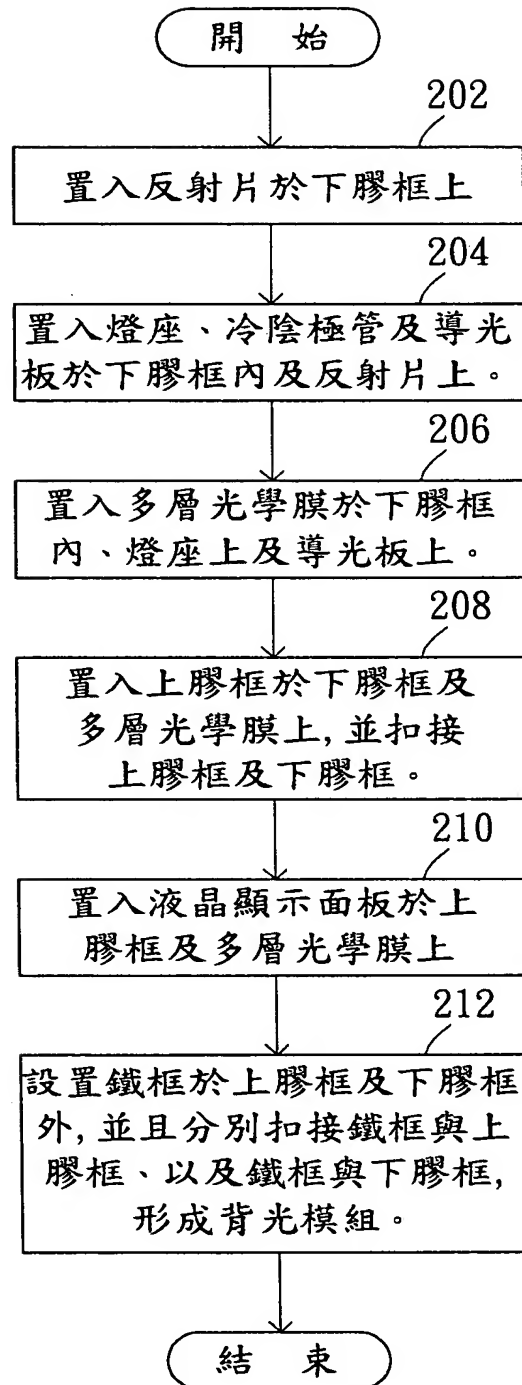 開 始
202
置入反射片於下膠框上
204
置入燈座、冷陰極管及導光
板於下膠框內及反射片上。
206
置入多層光學膜於下膠框
內、燈座上及導光板上。
208
置入上膠框於下膠框及
多層光學膜上,並扣接
上膠框及下膠框。
210
置入液晶顯示面板於上
膠框及多層光學膜上
212
設置鐵框於上膠框及下膠框
外,並且分別扣接鐵框與上
膠框、以及鐵框與下膠框,
形成背光模組。
結 束